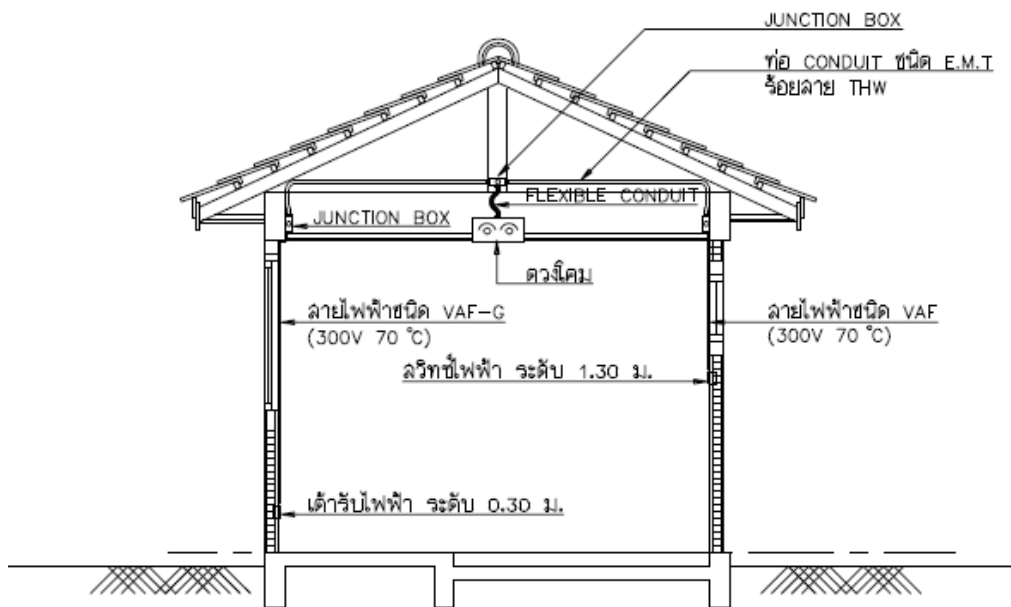 JUNCTION BOX
ท่อ CONDUIT ชนิด E.M.T
ร้อยสาย THW
FLEXIBLE CONDUIT
JUNCTION BOX
ดวงโคม
สายไฟฟ้าชนิด VAF-G
(300V 70 °C)
สายไฟฟ้าชนิด VAF
(300V 70 °C)
สวิทช์ไฟฟ้า ระดับ 1.30 ม.
เต้ารับไฟฟ้า ระดับ 0.30 ม.